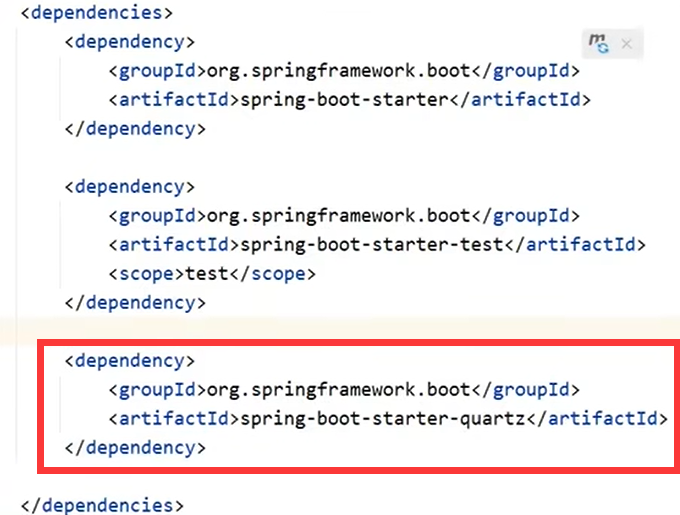 <dependencies>
<dependency>
<groupId>org.springframework.boot</groupId>
<artifactId>spring-boot-starter</artifactId>
</dependency>
<dependency>
<groupId>org.springframework.boot</groupId>
<artifactId>spring-boot-starter-test</artifactId>
<scope>test</scope>
</dependency>
<dependency>
<groupId>org.springframework.boot</groupId>
<artifactId>spring-boot-starter-quartz</artifactId>
</dependency>
</dependencies>